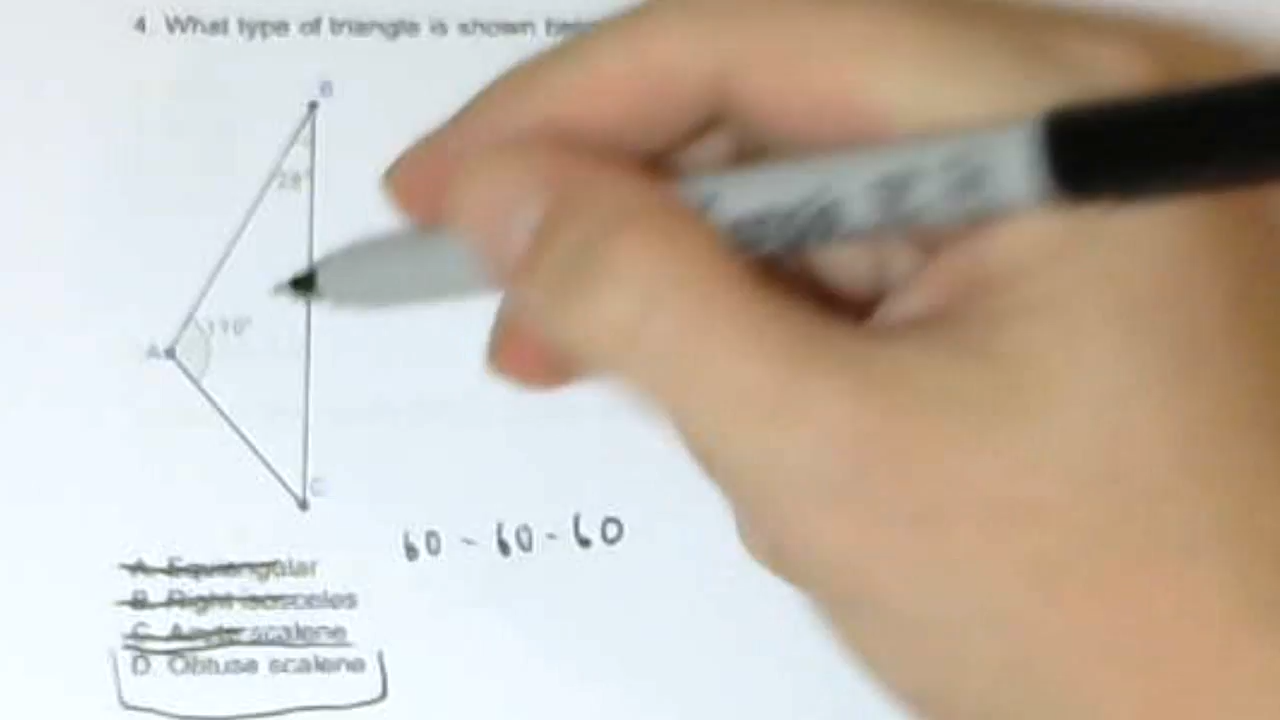 4. What type of triangle is shown
B
28°
110°
A
C
60 - 60 - 60
A. Equiangular
B. Right isosceles
C. Acute scalene
D. Obtuse scalene